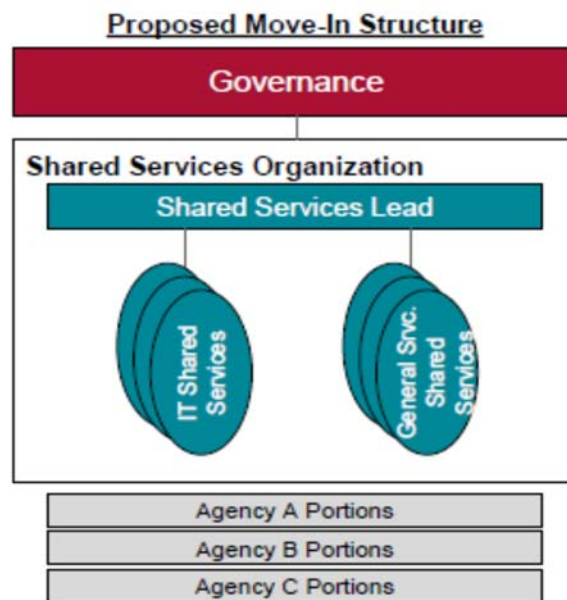 Proposed Move-In Structure
Governance
Shared Services Organization
Shared Services Lead
IT Shared
Services
General Srvc.
Shared
Services
Agency A Portions
Agency B Portions
Agency C Portions